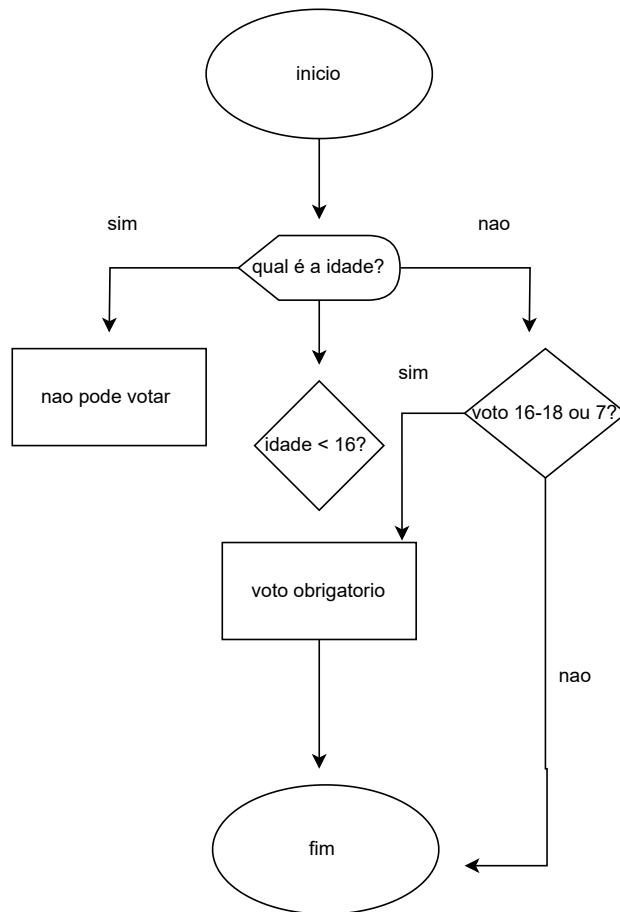 inicio
sim
nao
qual é a idade?
nao pode votar
sim
voto 16-18 ou 7?
idade < 16?
voto obrigatorio
nao
fim